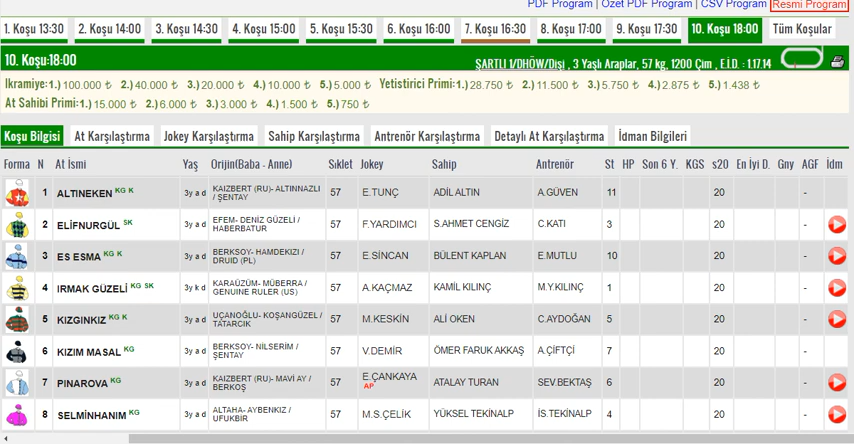 PDF Program | Özet PDF Program | CSV Program | Resmi Program
1. Koşu 13:30 2. Koşu 14:00 3. Koşu 14:30 4. Koşu 15:00 5. Koşu 15:30 6. Koşu 16:00 7. Koşu 16:30 8. Koşu 17:00 9. Koşu 17:30 10. Koşu 18:00 Tüm Koşular
10. Koşu:18:00 ŞARTLI 1/DHÖW/Dişi , 3 Yaşlı Araplar, 57 kg, 1200 Çim , E.İ.D. : 1.17.14
İkramiye:1.) 100.000 ₺ 2.) 40.000 ₺ 3.) 20.000 ₺ 4.) 10.000 ₺ 5.) 5.000 ₺ Yetistirici Primi:1.) 28.750 ₺ 2.) 11.500 ₺ 3.) 5.750 ₺ 4.) 2.875 ₺ 5.) 1.438 ₺
At Sahibi Primi:1.) 15.000 ₺ 2.) 6.000 ₺ 3.) 3.000 ₺ 4.) 1.500 ₺ 5.) 750 ₺
Koşu Bilgisi At Karşılaştırma Jokey Karşılaştırma Sahip Karşılaştırma Antrenör Karşılaştırma Detaylı At Karşılaştırma İdman Bilgileri
Forma N At İsmi Yaş Orijin(Baba - Anne) Sıklet Jokey Sahip Antrenör St HP Son 6 Y. KGS s20 En İyi D. Gny AGF İdm
1 ALTINEKEN KG K 3y a d KAIZBERT (RU)- ALTINNAZLI / ŞENTAY 57 E.TUNÇ ADİL ALTIN A.GÜVEN 11 20 -
2 ELİFNURGÜL SK 3y a d EFEM- DENİZ GÜZELİ / HABERBATUR 57 F.YARDIMCI S.AHMET CENGİZ C.KATI 3 20 -
3 ES ESMA KG K 3y a d BERKSOY- HAMDEKIZI / DRUID (PL) 57 E.SİNCAN BÜLENT KAPLAN E.MUTLU 10 20 -
4 IRMAK GÜZELİ KG SK 3y k d KARAÜZÜM- MÜBERRA / GENUINE RULER (US) 57 A.KAÇMAZ KAMİL KILINÇ M.Y.KILINÇ 1 20 -
5 KIZGINKIZ KG K 3y a d UÇANOĞLU- KOŞANGÜZEL / TATARCIK 57 M.KESKİN ALİ OKEN C.AYDOĞAN 5 20 -
6 KIZIM MASAL KG 3y a d BERKSOY- NİLSERİM / ŞENTAY 57 V.DEMİR ÖMER FARUK AKKAŞ A.ÇİFTÇİ 7 20 -
7 PINAROVA KG 3y a d KAIZBERT (RU)- MAVİ AY / BERKOŞ 57 E.ÇANKAYA AP ATALAY TURAN SEV.BEKTAŞ 6 20 -
8 SELMİNHANIM KG 3y a d ALTAHA- AYBENKIZ / UFUKBİR 57 M.S.ÇELİK YÜKSEL TEKİNALP İS.TEKİNALP 4 20 -